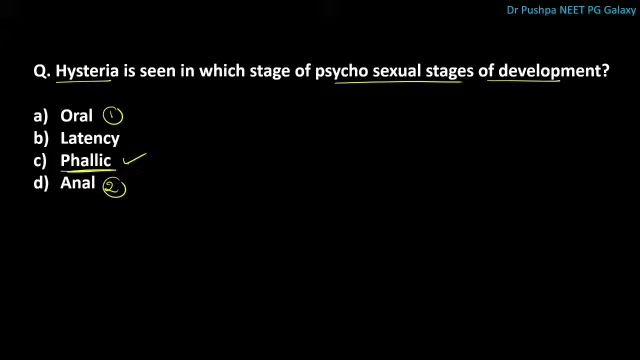 Dr Pushpa NEET PG Galaxy
Q. Hysteria is seen in which stage of psycho sexual stages of development?
a) Oral 1
b) Latency
c) Phallic
d) Anal 2